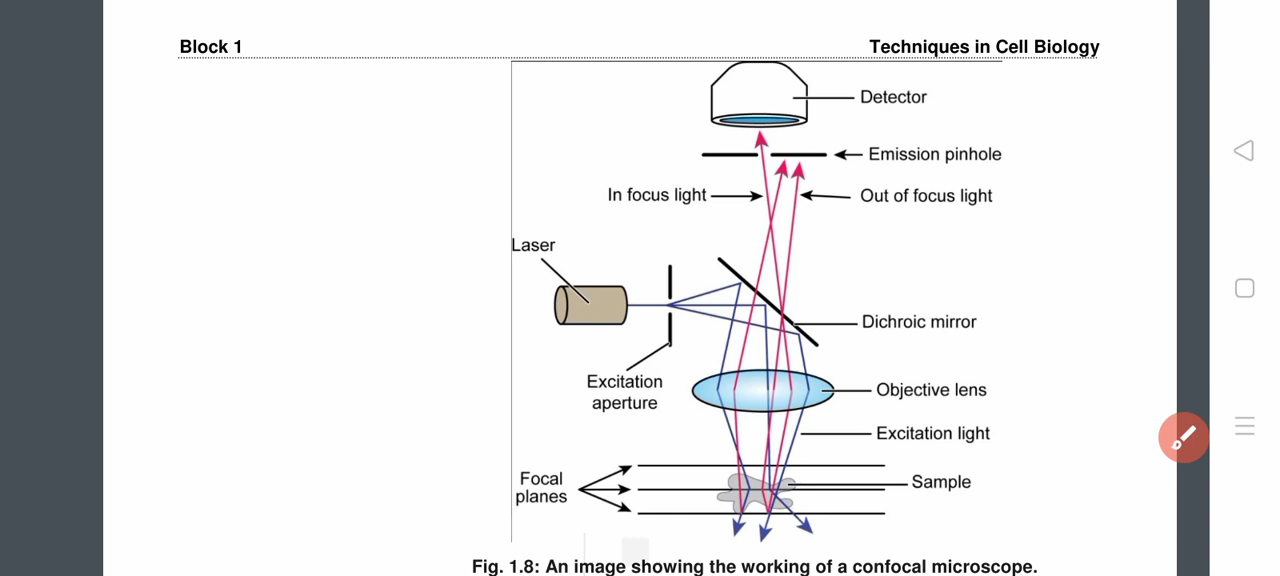 Block 1
Techniques in Cell Biology
Detector
Emission pinhole
In focus light
Out of focus light
Laser
Dichroic mirror
Excitation
aperture
Objective lens
Excitation light
Focal
planes
Sample
Fig. 1.8: An image showing the working of a confocal microscope.